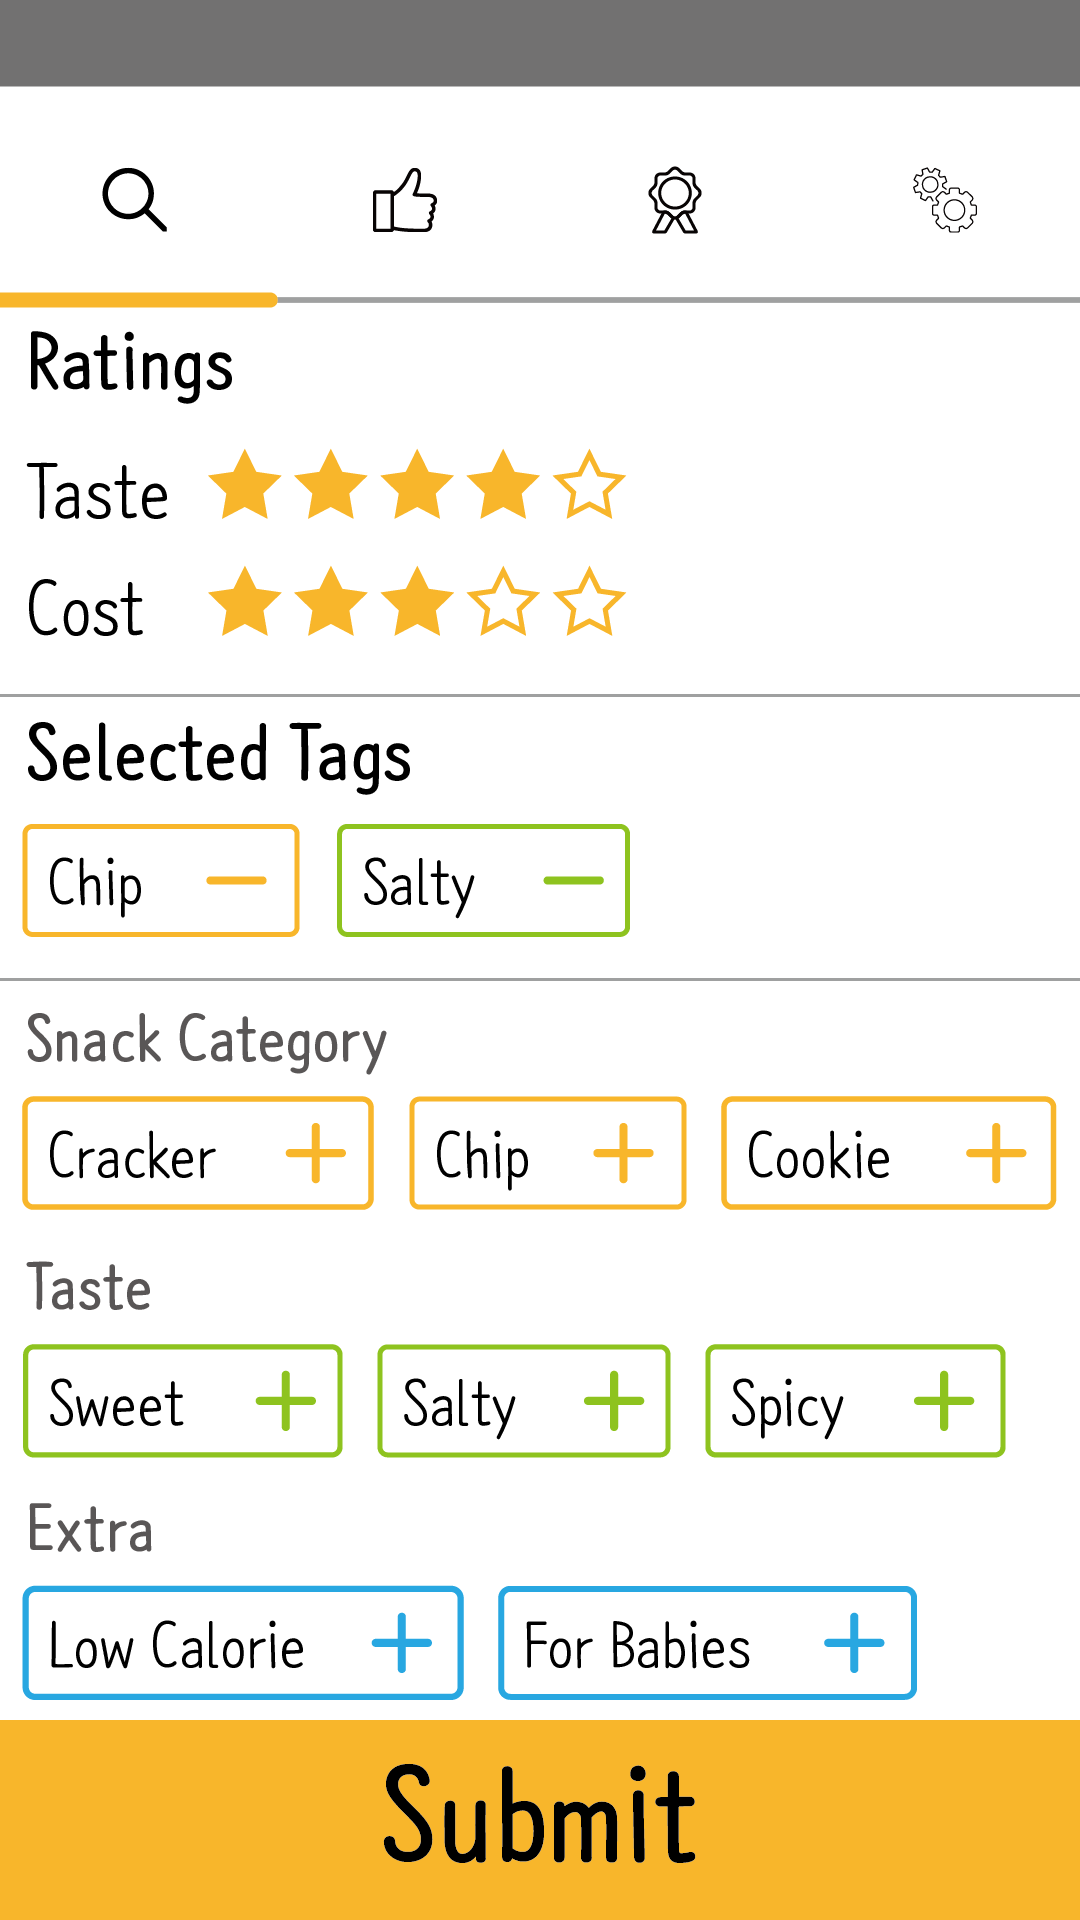 Ratings
Taste
Cost
Selected Tags
Chip Salty
Snack Category
Cracker Chip Cookie
Taste
Sweet Salty Spicy
Extra
Low Calorie For Babies
Submit